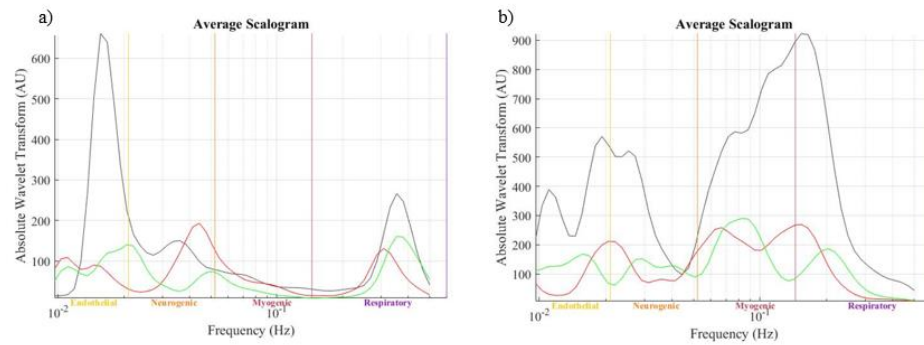 a)
Average Scalogram
Absolute Wavelet Transform (AU)
600
500
400
300
200
100
Endothelial
Neurogenic
Myogenic
Respiratory
10-2
10-1
Frequency (Hz)
b)
Average Scalogram
Absolute Wavelet Transform (AU)
900
800
700
600
500
400
300
200
100
Endothelial
Neurogenic
Myogenic
Respiratory
10-2
10-1
Frequency (Hz)